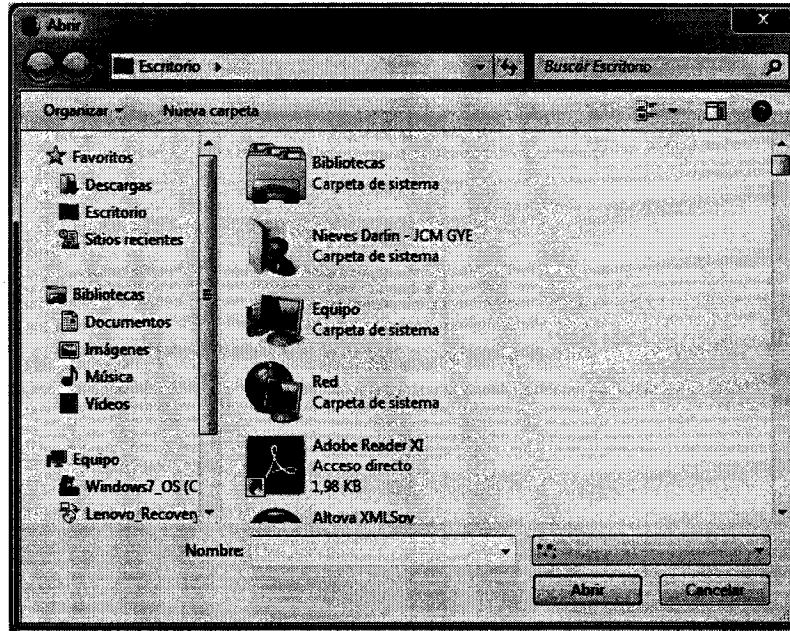 Abrir
Escritorio
Buscar Escritorio
Organizar
Nueva carpeta
Favoritos
Descargas
Escritorio
Sitios recientes
Bibliotecas
Documentos
Imágenes
Música
Vídeos
Equipo
Windows7_OS (C
Lenovo_Recover
Bibliotecas
Carpeta de sistema
Nieves Darlin - JCM GYE
Carpeta de sistema
Equipo
Carpeta de sistema
Red
Carpeta de sistema
Adobe Reader XI
Acceso directo
1,98 KB
Altova XMLSpy
Nombre:
*.*
Abrir
Cancelar